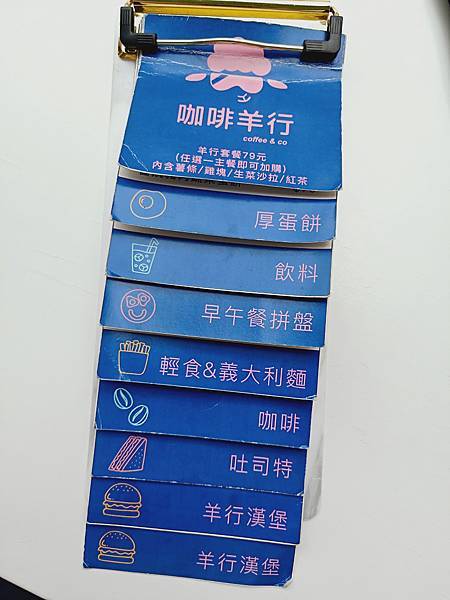 咖啡羊行
coffee & co
羊行套餐79元
(任選一主餐即可加購)
內含薯條/雞塊/生菜沙拉/紅茶
厚蛋餅
飲料
早午餐拼盤
輕食&義大利麵
咖啡
吐司特
羊行漢堡
羊行漢堡